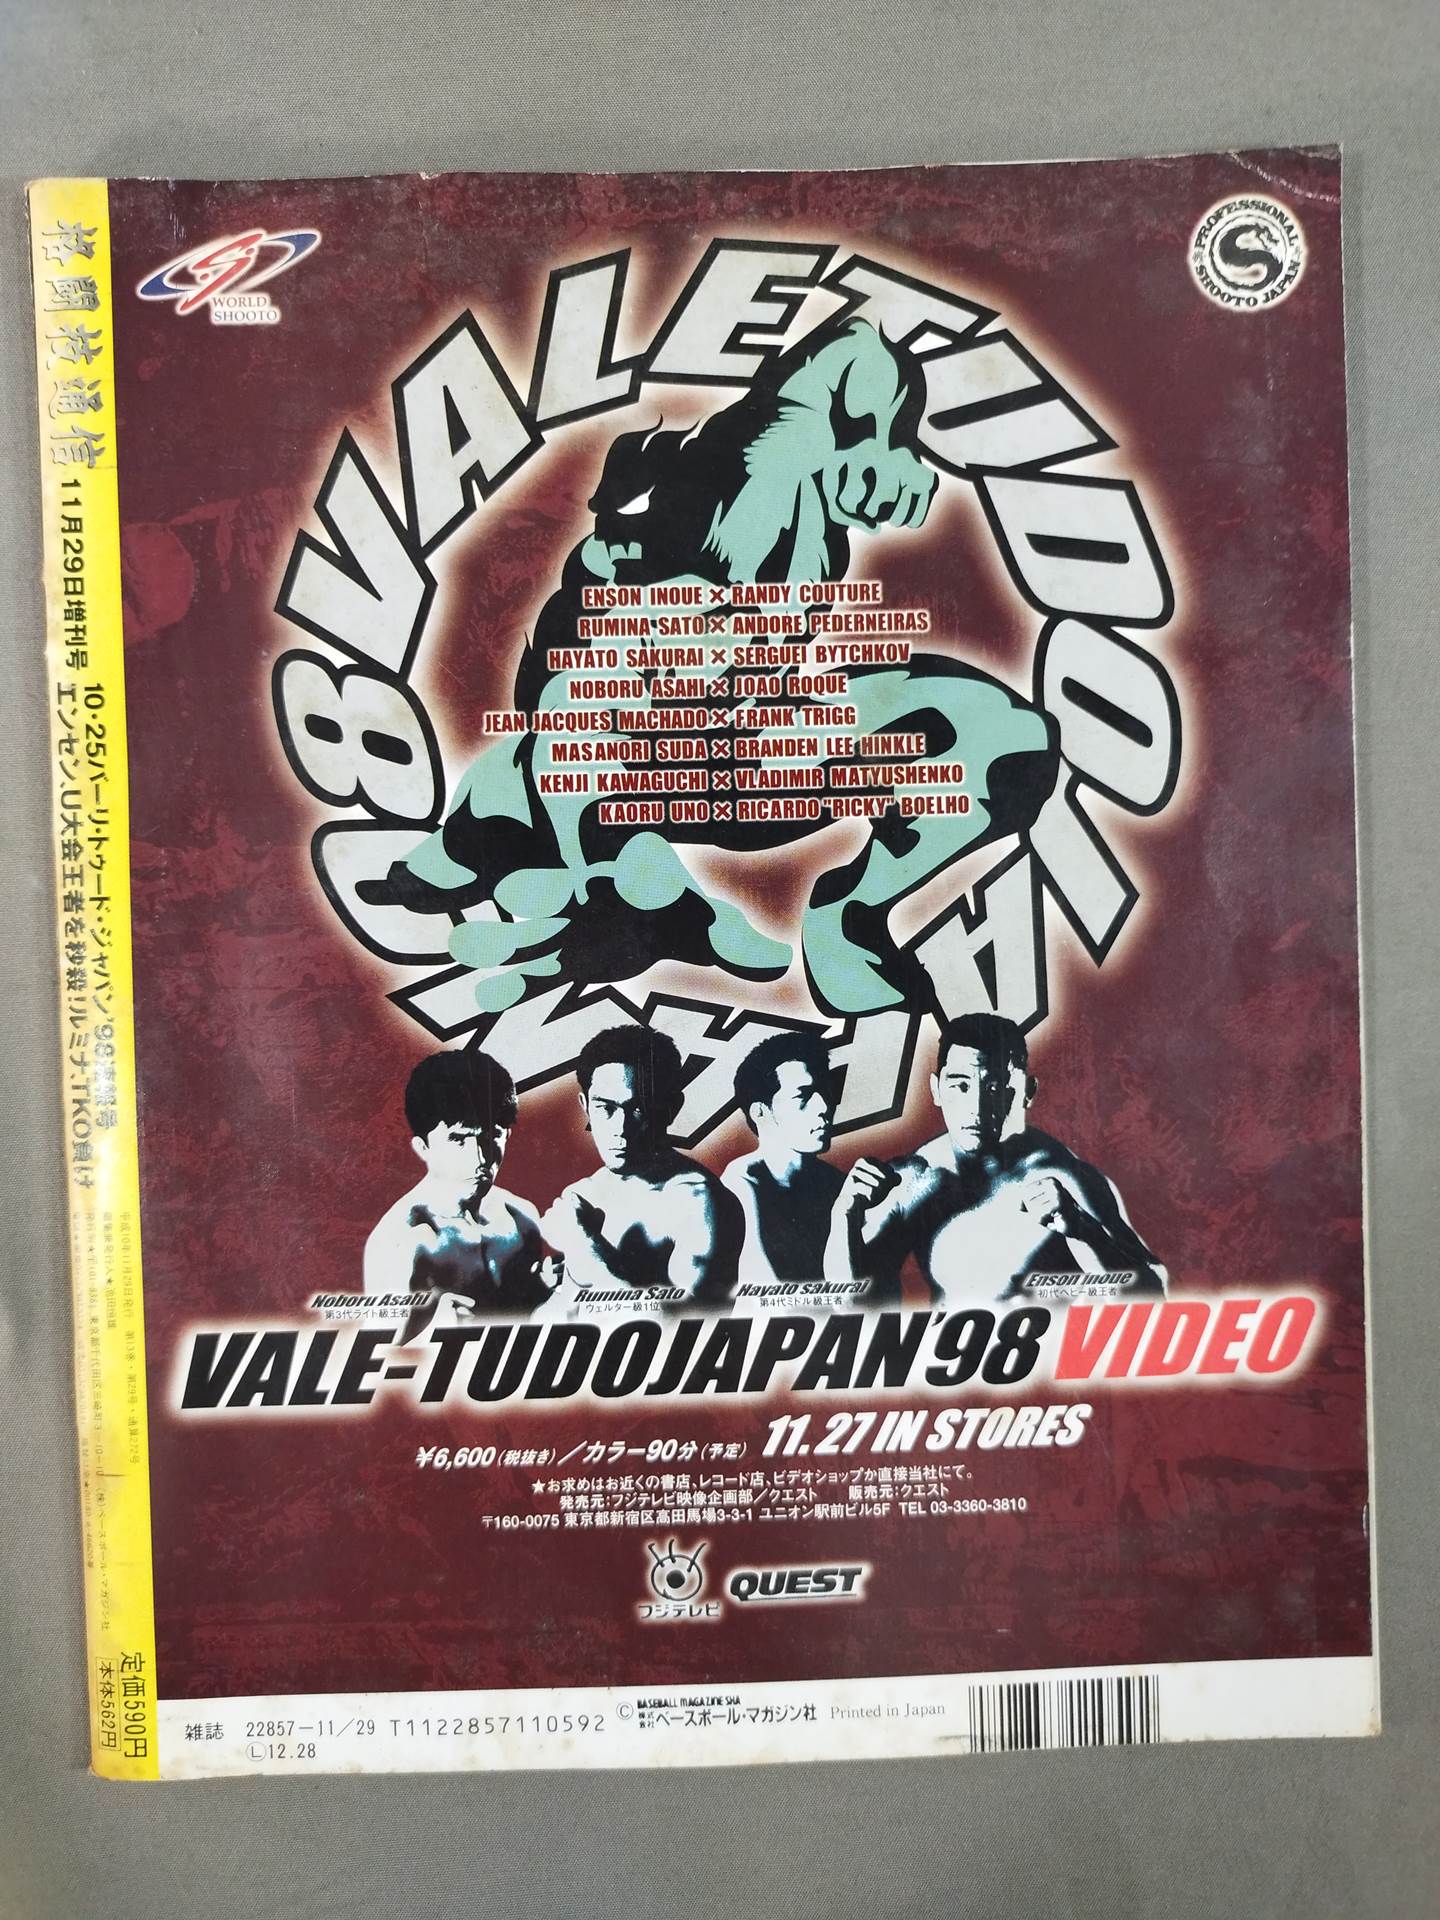 格闘技通信 11月29日増刊号
10・25バーリ・トゥード・ジャパン'98速報号
エンセン、U大会王者を秒殺!ルミナ、TKO負け
定価590円
本体562円
WORLD
SHOOTO
PROFESSIONAL
SHOOTO JAPAN
VALE TUDO JAPAN 98
ENSON INOUE × RANDY COUTURE
RUMINA SATO × ANDORE PEDERNEIRAS
HAYATO SAKURAI × SERGUEI BYTCHKOV
NOBORU ASAHI × JOAO ROQUE
JEAN JACQUES MACHADO × FRANK TRIGG
MASANORI SUDA × BRANDEN LEE HINKLE
KENJI KAWAGUCHI × VLADIMIR MATYUSHENKO
KAORU UNO × RICARDO "RICKY" BOELHO
Noboru Asahi
第3代ライト級王者
Rumina Sato
ウェルター級1位
Hayato Sakurai
第4代ミドル級王者
Enson Inoue
初代ヘビー級王者
VALE-TUDO JAPAN'98 VIDEO
11.27 IN STORES
¥6,600(税抜き)/カラー90分(予定)
★お求めはお近くの書店、レコード店、ビデオショップか直接当社にて。
発売元:フジテレビ映像企画部/クエスト 販売元:クエスト
〒160-0075 東京都新宿区高田馬場3-3-1 ユニオン駅前ビル5F TEL 03-3360-3810
フジテレビ
QUEST
雑誌 22857-11/29 T1122857110592
Ⓛ12.28
© BASEBALL MAGAZINE SHA
株式会社ベースボール・マガジン社 Printed in Japan